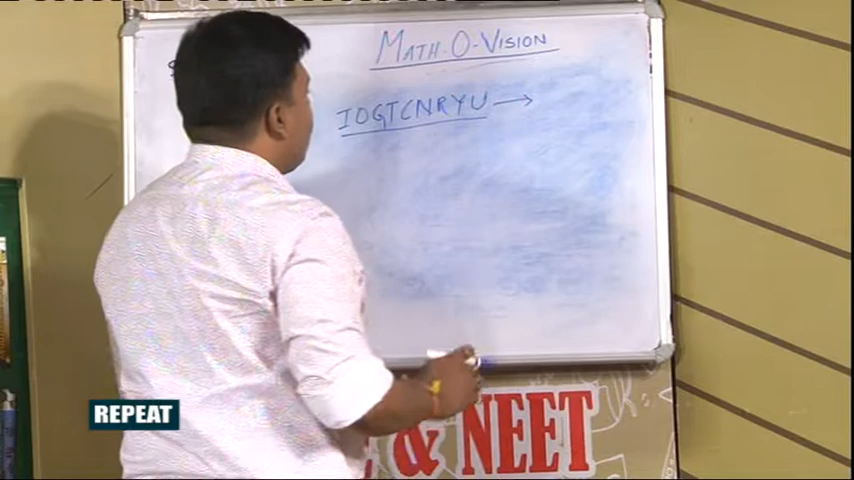 MATH-O-VISION
IOGTCNRYU →
REPEAT
& NEET